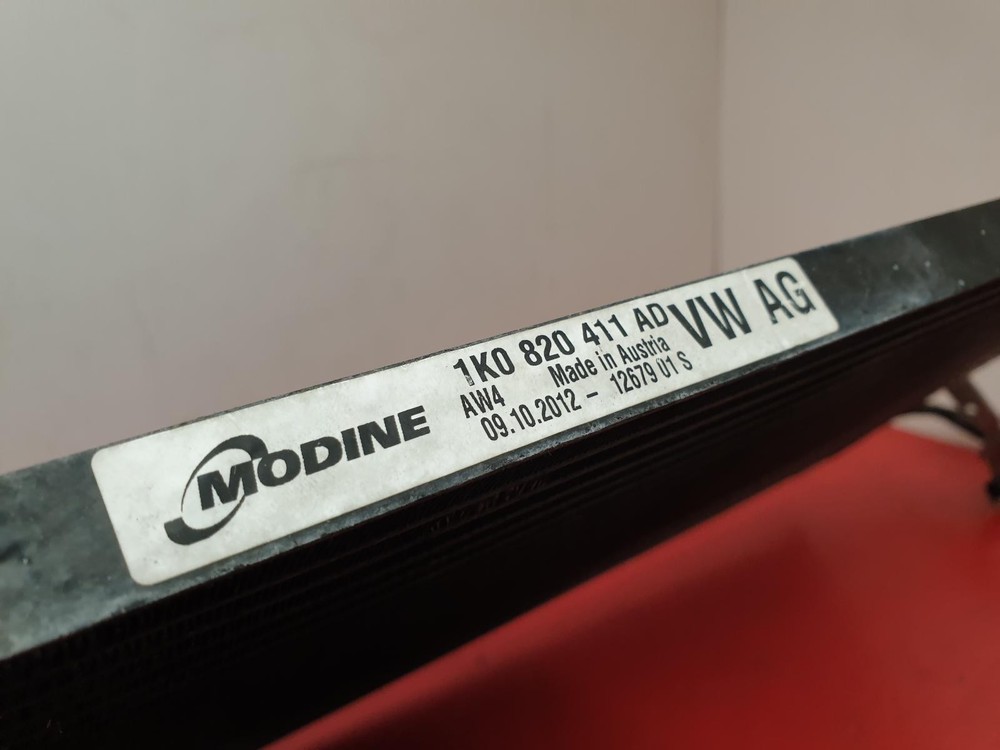 MODINE
1K0 820 411 AD
AW4 Made in Austria
09.10.2012 - 12679 01 S
VW AG